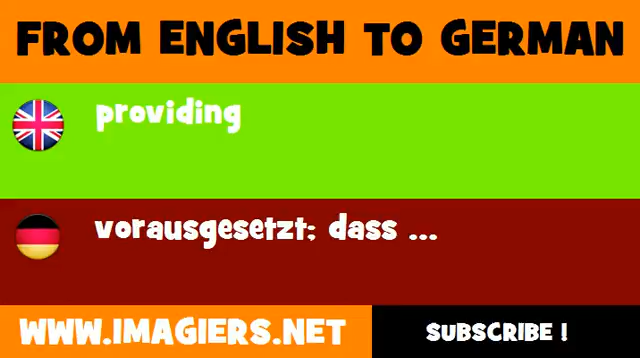 FROM ENGLISH TO GERMAN
providing
vorausgesetzt; dass ...
WWW.IMAGIERS.NET
SUBSCRIBE !